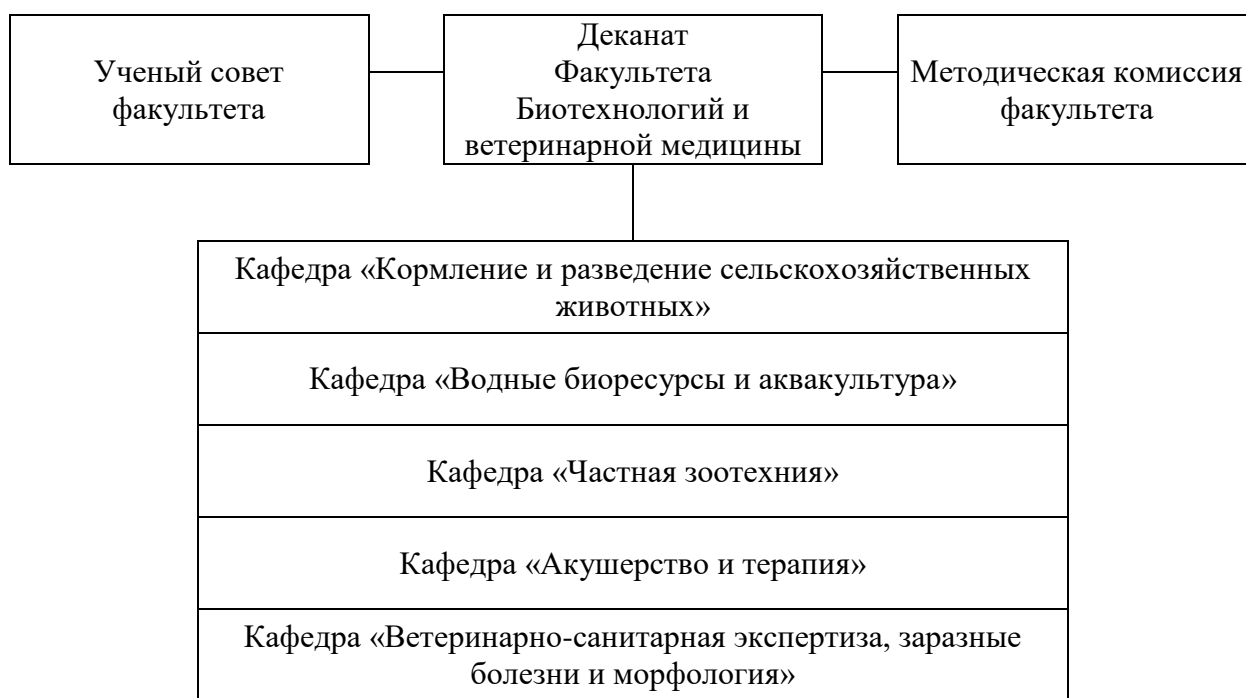 Ученый совет
факультета
Деканат
Факультета
Биотехнологий и
ветеринарной медицины
Методическая комиссия
факультета
Кафедра «Кормление и разведение сельскохозяйственных
животных»
Кафедра «Водные биоресурсы и аквакультура»
Кафедра «Частная зоотехния»
Кафедра «Акушерство и терапия»
Кафедра «Ветеринарно-санитарная экспертиза, заразные
болезни и морфология»